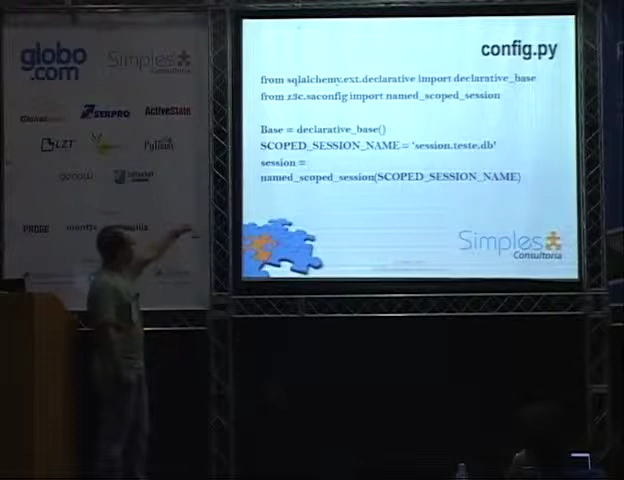 globo
.com
Simples
Consultoria
SERPRO
ActiveState
LZT
Python
config.py
from sqlalchemy.ext.declarative import declarative_base
from z3c.saconfig import named_scoped_session
Base = declarative_base()
SCOPED_SESSION_NAME = 'session.teste.db'
session =
named_scoped_session(SCOPED_SESSION_NAME)
Simples
Consultoria